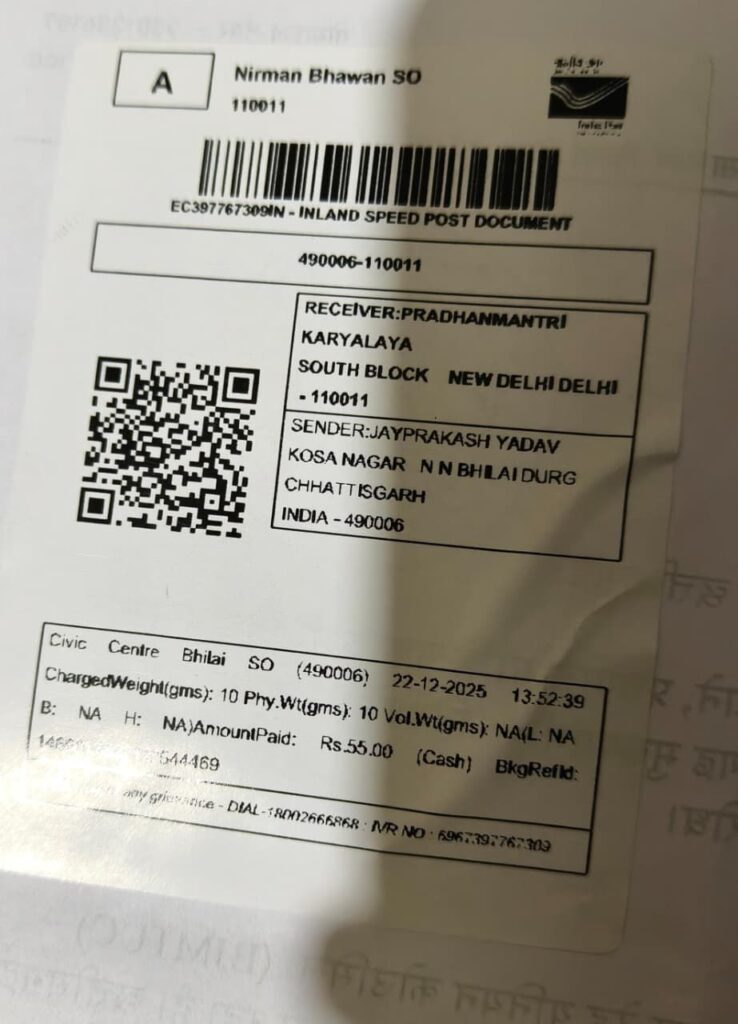 A
Nirman Bhawan SO
110011
EC397767309IN - INLAND SPEED POST DOCUMENT
490006-110011
RECEIVER:PRADHANMANTRI
KARYALAYA
SOUTH BLOCK NEW DELHI DELHI
- 110011
SENDER:JAYPRAKASH YADAV
KOSA NAGAR N N BHILAI DURG
CHHATTISGARH
INDIA - 490006
Civic Centre Bhilai SO (490006) 22-12-2025 13:52:39
ChargedWeight(gms): 10 Phy.Wt(gms): 10 Vol.Wt(gms): NA(L: NA
B: NA H: NA)AmountPaid: Rs.55.00 (Cash) BkgRefId:
any grievance - DIAL-18002666868 : IVR NO : 6967397767309